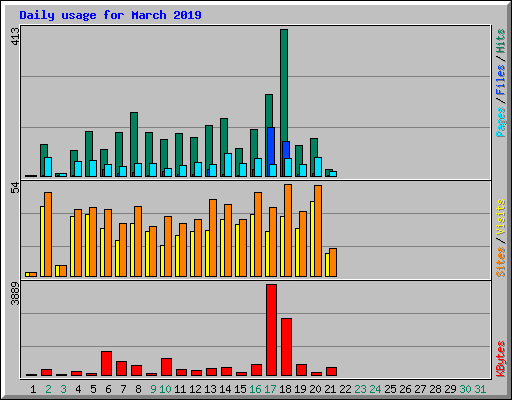 Daily usage for March 2019
413
Pages / Files / Hits
54
Sites / Visits
3889
KBytes
1 2 3 4 5 6 7 8 9 10 11 12 13 14 15 16 17 18 19 20 21 22 23 24 25 26 27 28 29 30 31